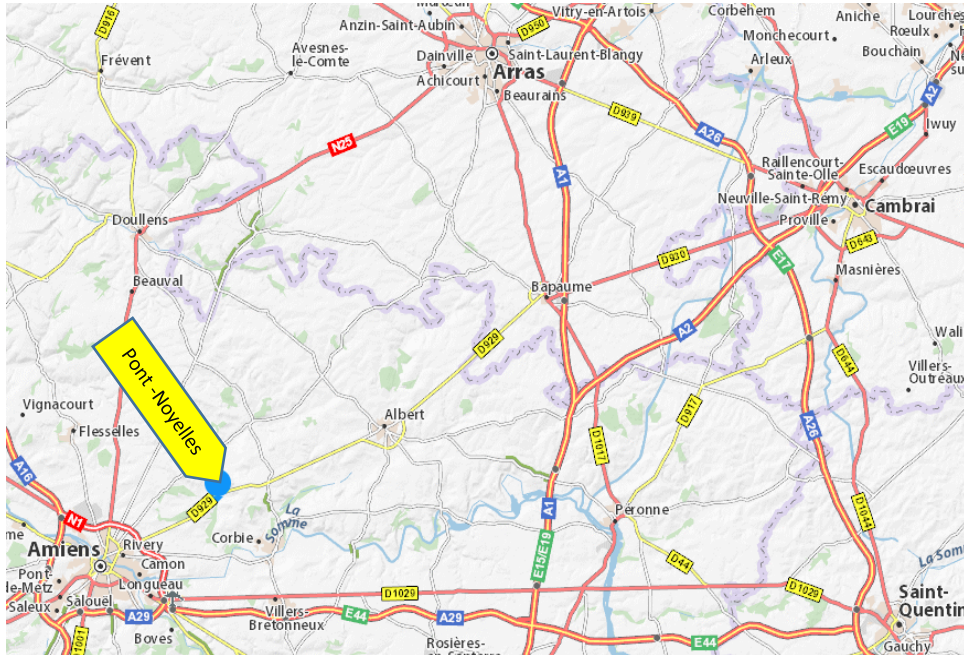 D916
Anzin-Saint-Aubin
D950
Vitry-en-Artois
Corbehem
Aniche
Lourches
Monchecourt
Rœulx
Bouchain
Frévent
Avesnes-
le-Comte
Dainville
Saint-Laurent-Blangy
Arras
Achicourt
Beaurains
Arleux
A2
D939
A26
E19
Iwuy
N25
A1
Raillencourt-
Sainte-Olle
Escaudœuvres
Neuville-Saint-Rémy
Cambrai
Proville
Doullens
D643
D930
E17
Masnières
Beauval
Bapaume
A2
D929
Pont -Noyelles
D644
Villers-
Outréaux
Vignacourt
Albert
D917
Flesselles
A26
D1017
A16
D929
La
Somme
A1
Péronne
D1044
N1
Corbie
Rivery
Amiens
Camon
E15/E19
D44
Pont-
de-Metz
Longueau
D1029
D1029
Saleux
Salouël
Saint-
Quentin
A29
Villers-
Bretonneux
E44
A29
E44
Boves
D1001
Rosières-
en-Santerre
Gauchy